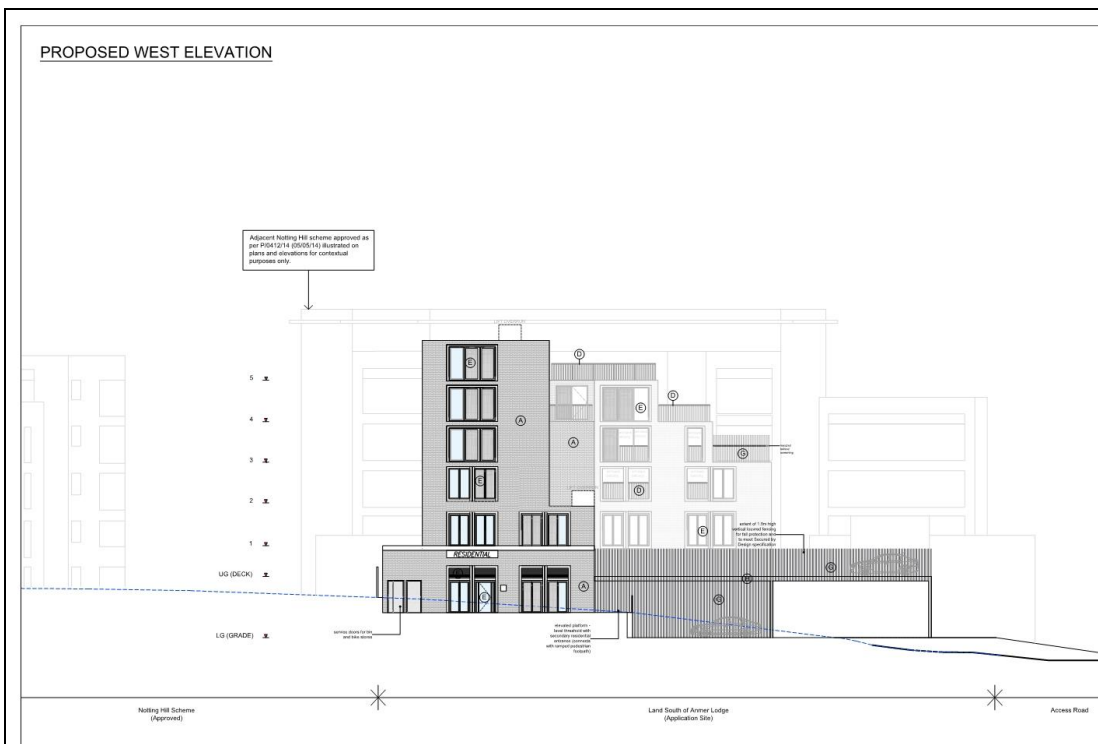 PROPOSED WEST ELEVATION
Adjacent Notting Hill scheme approved as
per P/0412/14 (05/05/14) illustrated on
plans and elevations for contextual
purposes only.
LIFT OVERRUN
D
E
5
D
E
4
A
A
3
G
E
D
2
LIFT OVERRUN
E
extent of 1.8m high
vertical louvred fencing
for fall protection and
to meet Secured by
Design specification
1
RESIDENTIAL
G
UG (DECK)
H
A
E
G
service doors for bin
and bike stores
elevated platform -
level threshold with
secondary residential
entrance (connects
with ramped pedestrian
footpath)
LG (GRADE)
Notting Hill Scheme
(Approved)
Land South of Anmer Lodge
(Application Site)
Access Road